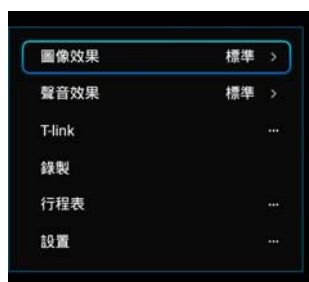 圖像效果 標準 >
聲音效果 標準 >
T-link ...
錄製
行程表 ...
設置 ...